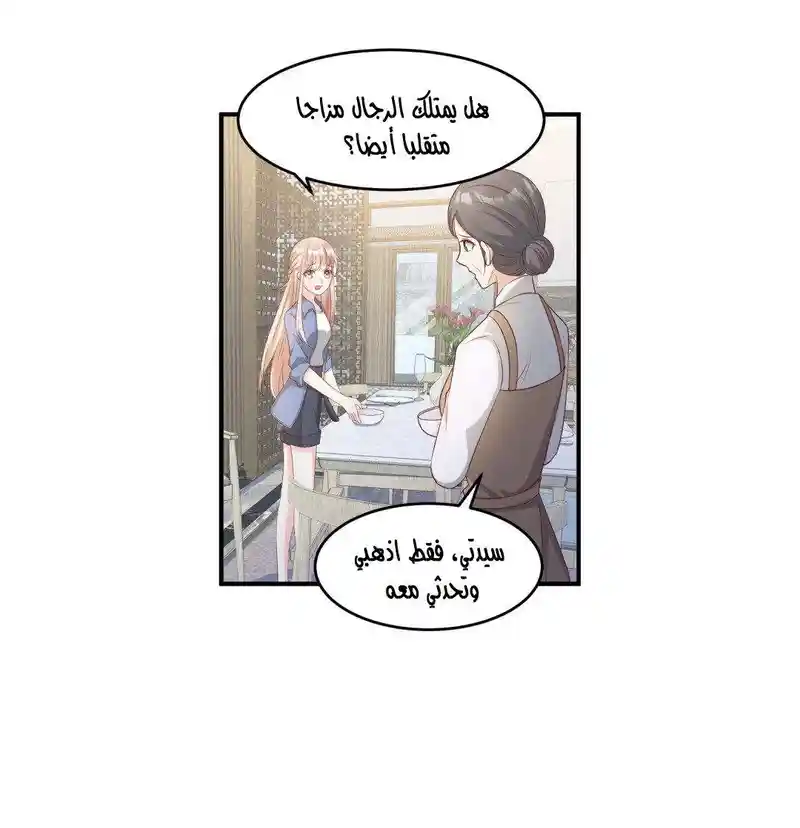 هل يمتلك الرجال مزاجا
متقلبا أيضا؟
سيدتي، فقط اذهبي
وتحدثي معه